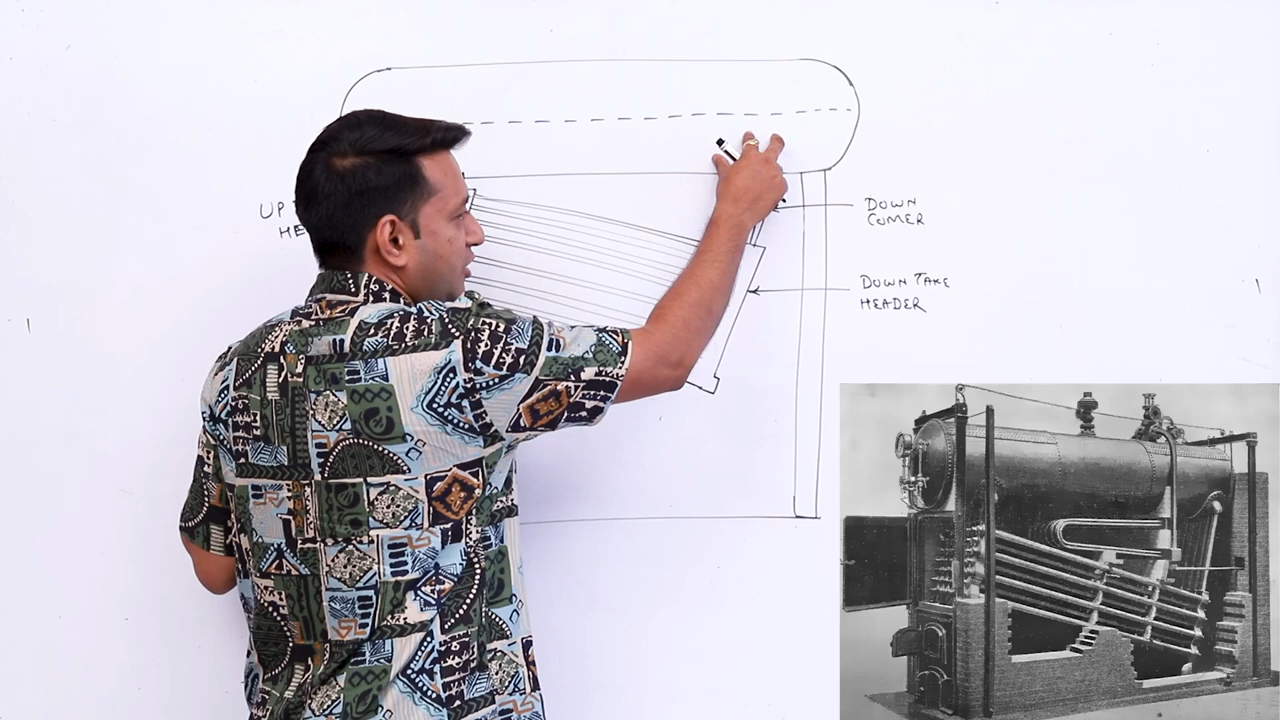 UP
HE
DOWN
COMER
DOWN TAKE
HEADER